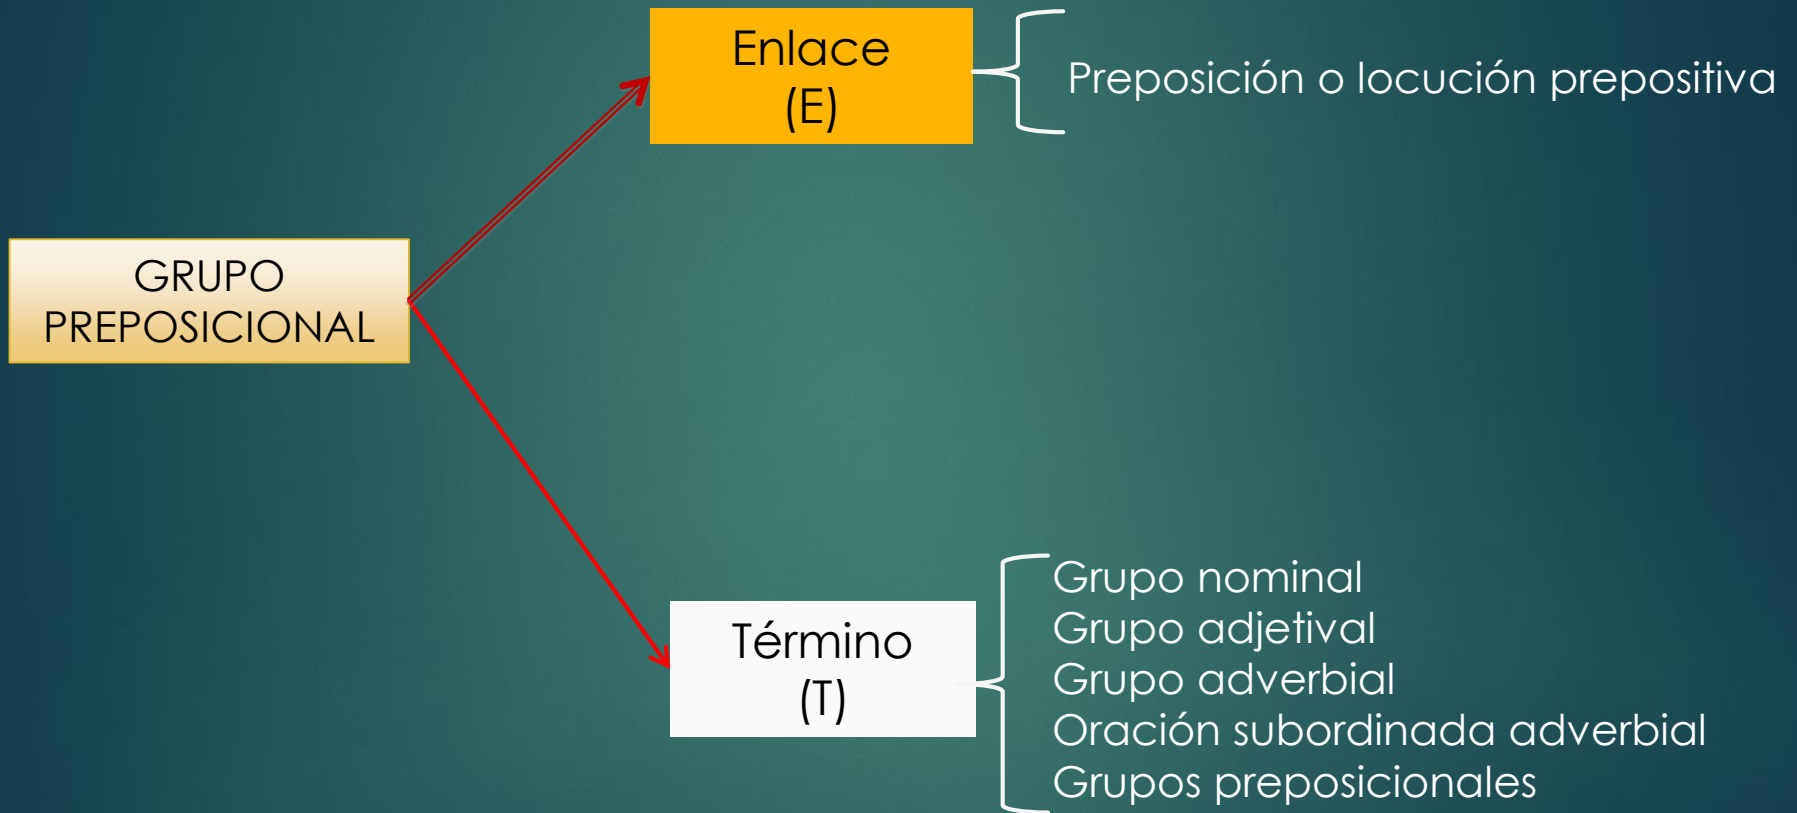 Enlace
(E)
Preposición o locución prepositiva
GRUPO
PREPOSICIONAL
Término
(T)
Grupo nominal
Grupo adjetival
Grupo adverbial
Oración subordinada adverbial
Grupos preposicionales